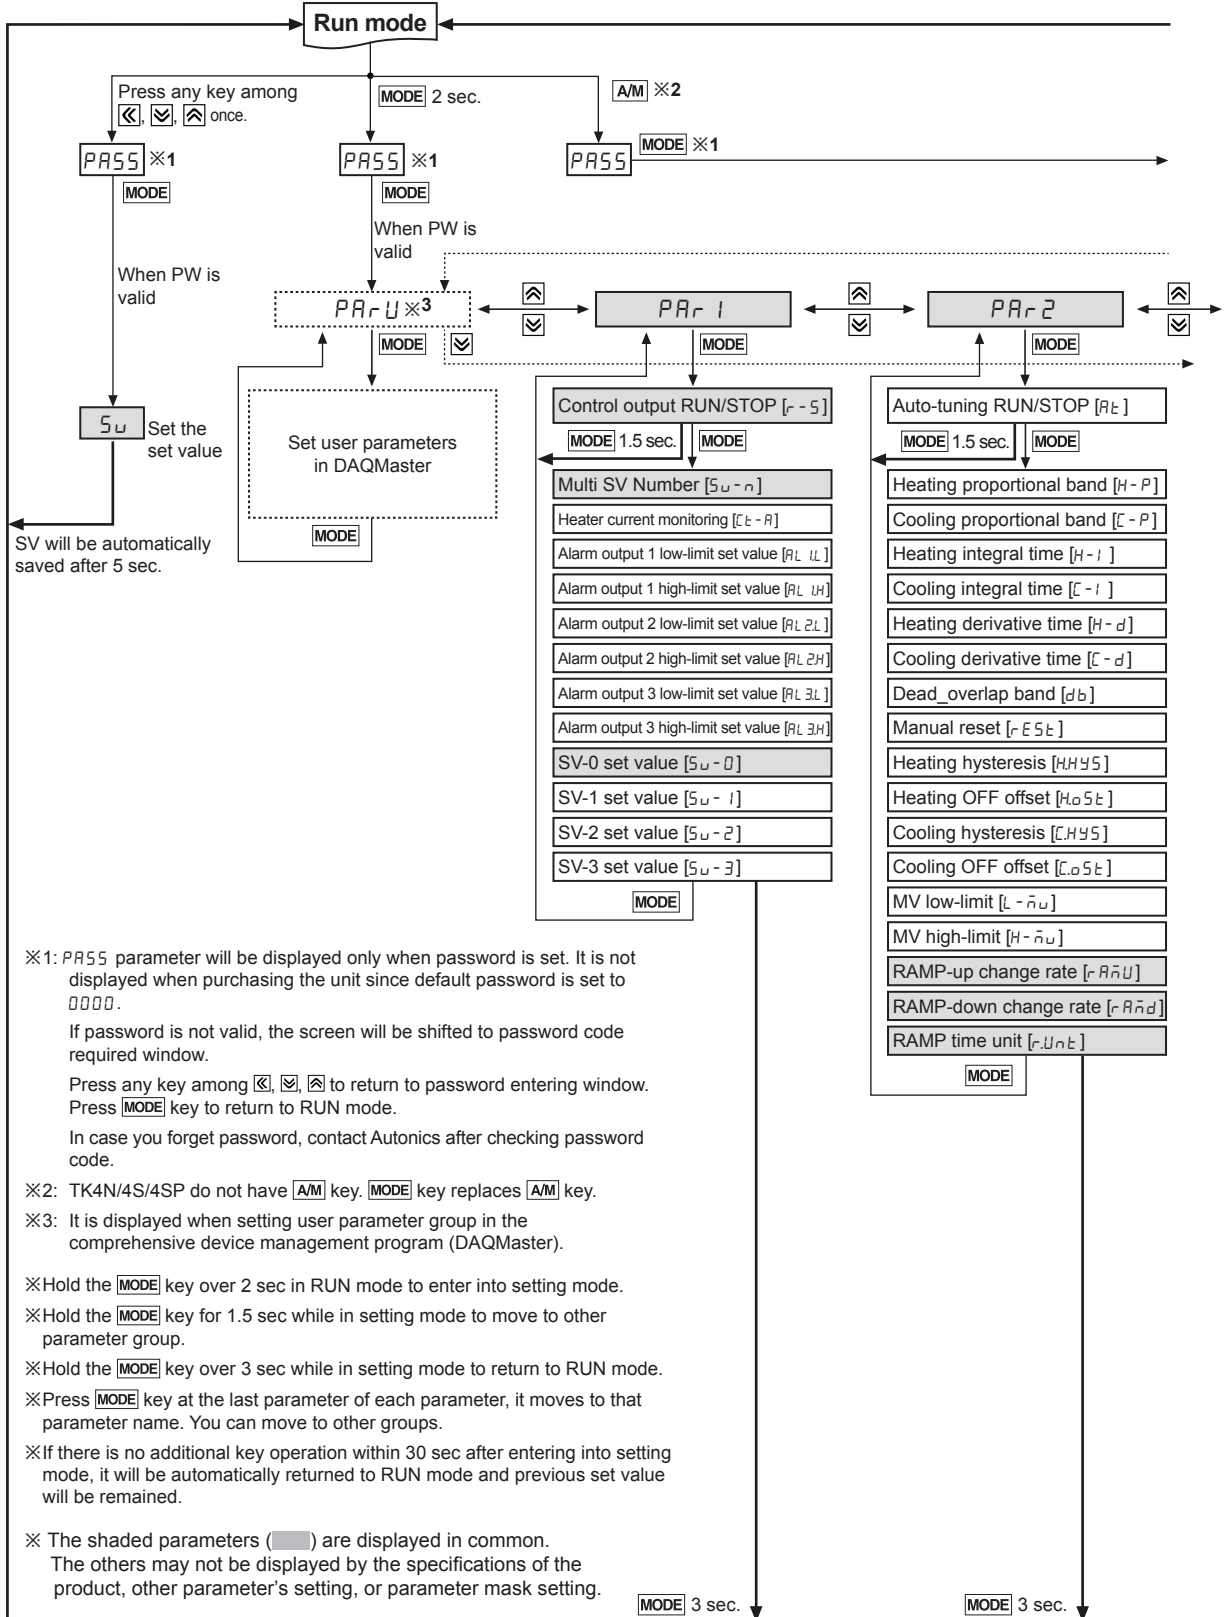 Run mode
Press any key among
«, ︾, ︽ once.
MODE 2 sec.
A/M ※2
PASS ※1
PASS ※1
PASS
MODE ※1
MODE
MODE
When PW is
valid
When PW is
valid
PArU ※3
PAr1
PAr2
MODE
MODE
MODE
Sv
Set the
set value
Set user parameters
in DAQMaster
MODE
SV will be automatically
saved after 5 sec.
Control output RUN/STOP [r-S]
MODE 1.5 sec. MODE
Multi SV Number [Sv-n]
Heater current monitoring [Ct-A]
Alarm output 1 low-limit set value [AL1.L]
Alarm output 1 high-limit set value [AL1.H]
Alarm output 2 low-limit set value [AL2.L]
Alarm output 2 high-limit set value [AL2.H]
Alarm output 3 low-limit set value [AL3.L]
Alarm output 3 high-limit set value [AL3.H]
SV-0 set value [Sv-0]
SV-1 set value [Sv-1]
SV-2 set value [Sv-2]
SV-3 set value [Sv-3]
MODE
Auto-tuning RUN/STOP [At]
MODE 1.5 sec. MODE
Heating proportional band [H-P]
Cooling proportional band [C-P]
Heating integral time [H-I]
Cooling integral time [C-I]
Heating derivative time [H-d]
Cooling derivative time [C-d]
Dead_overlap band [db]
Manual reset [rESt]
Heating hysteresis [H.HYS]
Heating OFF offset [H.oSt]
Cooling hysteresis [C.HYS]
Cooling OFF offset [C.oSt]
MV low-limit [L-mv]
MV high-limit [H-mv]
RAMP-up change rate [rAmU]
RAMP-down change rate [rAmd]
RAMP time unit [r.Unt]
MODE
※1: PASS parameter will be displayed only when password is set. It is not
displayed when purchasing the unit since default password is set to
0000.
If password is not valid, the screen will be shifted to password code
required window.
Press any key among «, ︾, ︽ to return to password entering window.
Press MODE key to return to RUN mode.
In case you forget password, contact Autonics after checking password
code.
※2: TK4N/4S/4SP do not have A/M key. MODE key replaces A/M key.
※3: It is displayed when setting user parameter group in the
comprehensive device management program (DAQMaster).
※Hold the MODE key over 2 sec in RUN mode to enter into setting mode.
※Hold the MODE key for 1.5 sec while in setting mode to move to other
parameter group.
※Hold the MODE key over 3 sec while in setting mode to return to RUN mode.
※Press MODE key at the last parameter of each parameter, it moves to that
parameter name. You can move to other groups.
※If there is no additional key operation within 30 sec after entering into setting
mode, it will be automatically returned to RUN mode and previous set value
will be remained.
※ The shaded parameters ( ) are displayed in common.
The others may not be displayed by the specifications of the
product, other parameter's setting, or parameter mask setting.
MODE 3 sec.
MODE 3 sec.